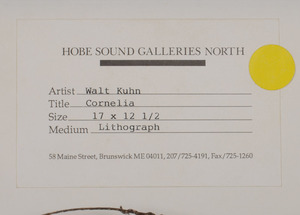 HOBE SOUND GALLERIES NORTH
Artist Walt Kuhn
Title Cornelia
Size 17 x 12 1/2
Medium Lithograph
58 Maine Street, Brunswick, ME 04011, 207/725-4191, Fax/725-1260